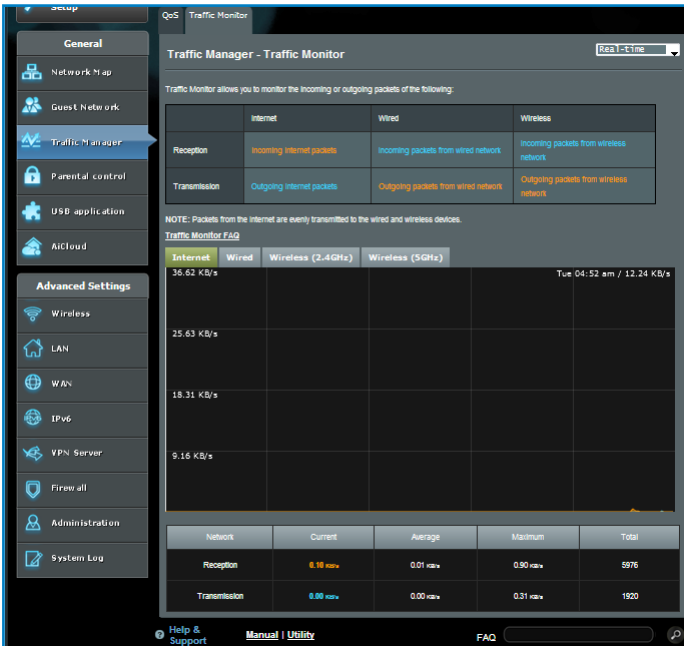 Setup
General
Network Map
Guest Network
Traffic Manager
Parental control
USB application
AiCloud
Advanced Settings
Wireless
LAN
WAN
IPv6
VPN Server
Firewall
Administration
System Log
QoS Traffic Monitor
Traffic Manager - Traffic Monitor
Real-time
Traffic Monitor allows you to monitor the incoming or outgoing packets of the following:
Internet Wired Wireless
Reception Incoming internet packets Incoming packets from wired network Incoming packets from wireless network
Transmission Outgoing internet packets Outgoing packets from wired network Outgoing packets from wireless network
NOTE: Packets from the Internet are evenly transmitted to the wired and wireless devices.
Traffic Monitor FAQ
Internet Wired Wireless (2.4GHz) Wireless (5GHz)
36.62 KB/s Tue 04:52 am / 12.24 KB/s
25.63 KB/s
18.31 KB/s
9.16 KB/s
Network Current Average Maximum Total
Reception 0.10 KB/s 0.01 KB/s 0.90 KB/s 5976
Transmission 0.00 KB/s 0.00 KB/s 0.31 KB/s 1920
Help & Support Manual | Utility FAQ